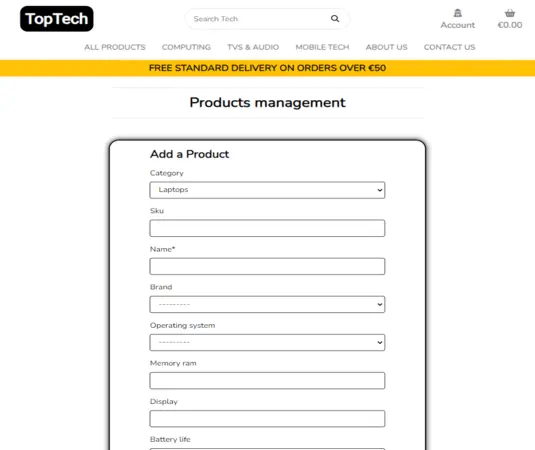 TopTech
Search Tech
Account
€0.00
ALL PRODUCTS COMPUTING TVS & AUDIO MOBILE TECH ABOUT US CONTACT US
FREE STANDARD DELIVERY ON ORDERS OVER €50
Products management
Add a Product
Category
Laptops
Sku
Name*
Brand
---------
Operating system
---------
Memory ram
Display
Battery life